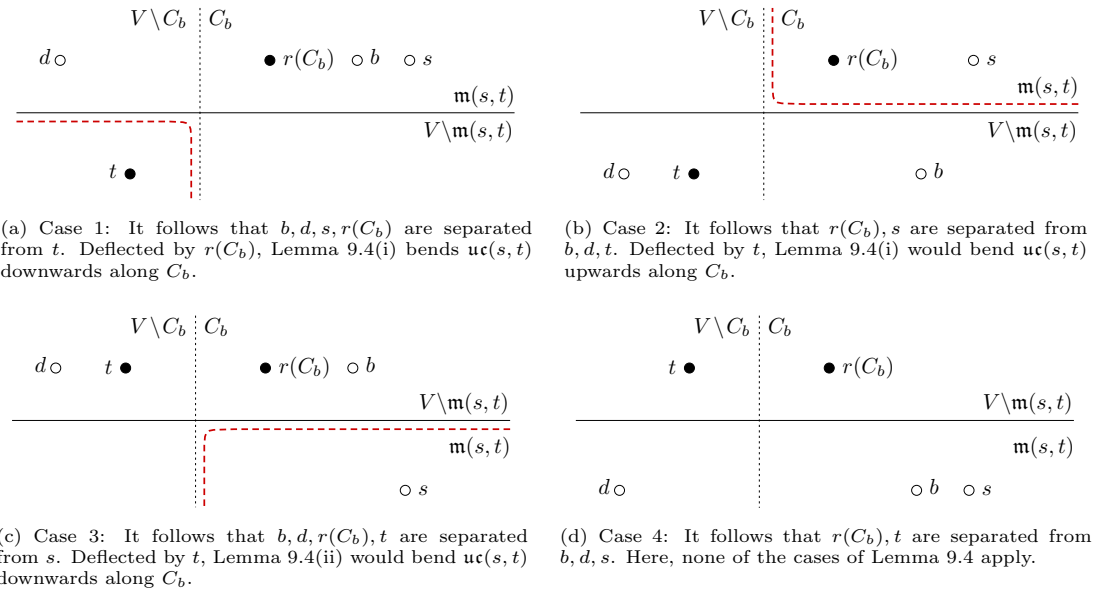 V\C_b C_b
d r(C_b) b s
𝔪(s, t)
V\𝔪(s, t)
t
(a) Case 1: It follows that b, d, s, r(C_b) are separated
from t. Deflected by r(C_b), Lemma 9.4(i) bends 𝔲𝔠(s, t)
downwards along C_b.
V\C_b C_b
r(C_b) s
𝔪(s, t)
V\𝔪(s, t)
d t b
(b) Case 2: It follows that r(C_b), s are separated from
b, d, t. Deflected by t, Lemma 9.4(i) would bend 𝔲𝔠(s, t)
upwards along C_b.
V\C_b C_b
d t r(C_b) b
V\𝔪(s, t)
𝔪(s, t)
s
(c) Case 3: It follows that b, d, r(C_b), t are separated
from s. Deflected by t, Lemma 9.4(ii) would bend 𝔲𝔠(s, t)
downwards along C_b.
V\C_b C_b
t r(C_b)
V\𝔪(s, t)
𝔪(s, t)
d b s
(d) Case 4: It follows that r(C_b), t are separated from
b, d, s. Here, none of the cases of Lemma 9.4 apply.